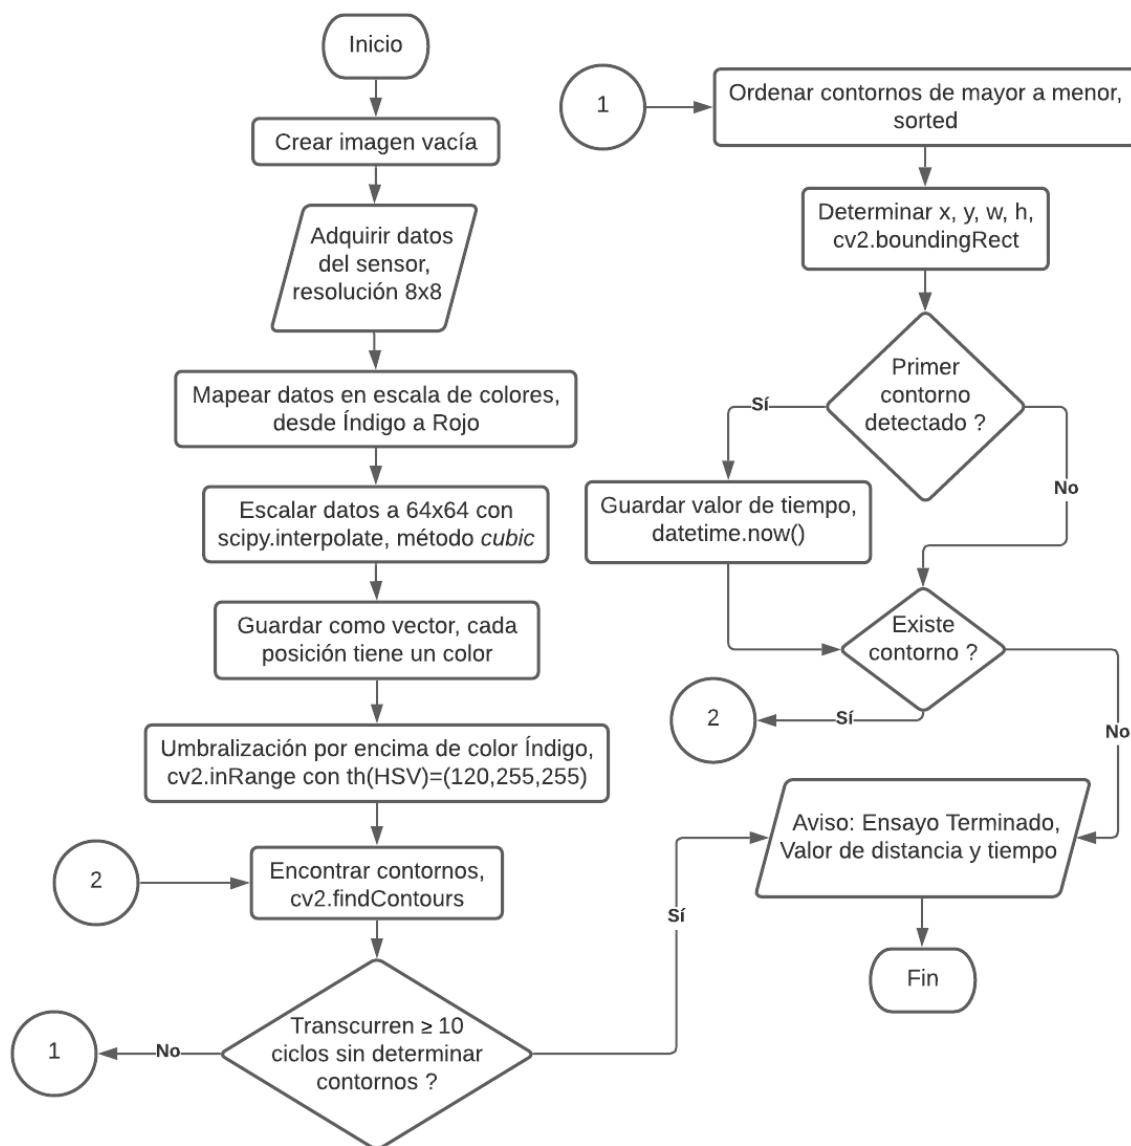 Inicio
Crear imagen vacía
Adquirir datos
del sensor,
resolución 8x8
Mapear datos en escala de colores,
desde Índigo a Rojo
Escalar datos a 64x64 con
scipy.interpolate, método cubic
Guardar como vector, cada
posición tiene un color
Umbralización por encima de color Índigo,
cv2.inRange con th(HSV)=(120,255,255)
2
Encontrar contornos,
cv2.findContours
Transcurren ≥ 10
ciclos sin determinar
contornos ?
No
1
Sí
1
Ordenar contornos de mayor a menor,
sorted
Determinar x, y, w, h,
cv2.boundingRect
Primer
contorno
detectado ?
Sí
No
Guardar valor de tiempo,
datetime.now()
Existe
contorno ?
Sí
2
No
Aviso: Ensayo Terminado,
Valor de distancia y tiempo
Fin